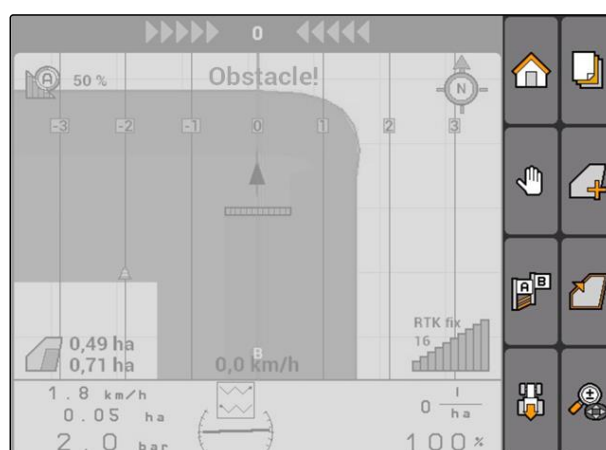 0
A
50 %
Obstacle!
N
-3 -2 -1 0 1 2 3
A
A B
RTK fix
16
0,49 ha
0,71 ha
0,0 km/h
B
1.8 km/h
0.05 ha
2.0 bar
0 l/ha
100%
±